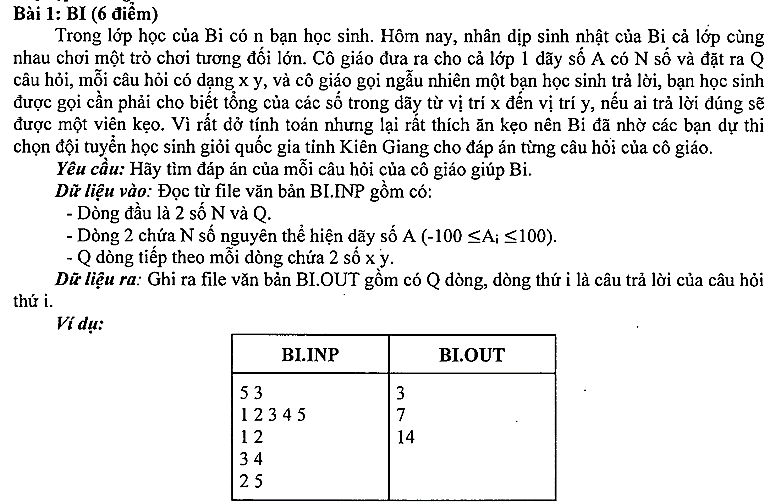 Bài 1: BI (6 điểm)
Trong lớp học của Bi có n bạn học sinh. Hôm nay, nhân dịp sinh nhật của Bi cả lớp cùng
nhau chơi một trò chơi tương đối lớn. Cô giáo đưa ra cho cả lớp 1 dãy số A có N số và đặt ra Q
câu hỏi, mỗi câu hỏi có dạng x y, và cô giáo gọi ngẫu nhiên một bạn học sinh trả lời, bạn học sinh
được gọi cần phải cho biết tổng của các số trong dãy từ vị trí x đến vị trí y, nếu ai trả lời đúng sẽ
được một viên kẹo. Vì rất dở tính toán nhưng lại rất thích ăn kẹo nên Bi đã nhờ các bạn dự thi
chọn đội tuyển học sinh giỏi quốc gia tỉnh Kiên Giang cho đáp án từng câu hỏi của cô giáo.
Yêu cầu: Hãy tìm đáp án của mỗi câu hỏi của cô giáo giúp Bi.
Dữ liệu vào: Đọc từ file văn bản BI.INP gồm có:
- Dòng đầu là 2 số N và Q.
- Dòng 2 chứa N số nguyên thể hiện dãy số A (-100 ≤Ai ≤100).
- Q dòng tiếp theo mỗi dòng chứa 2 số x y.
Dữ liệu ra: Ghi ra file văn bản BI.OUT gồm có Q dòng, dòng thứ i là câu trả lời của câu hỏi
thứ i.
Ví dụ:
BI.INP BI.OUT
5 3 3
1 2 3 4 5 7
1 2 14
3 4
2 5